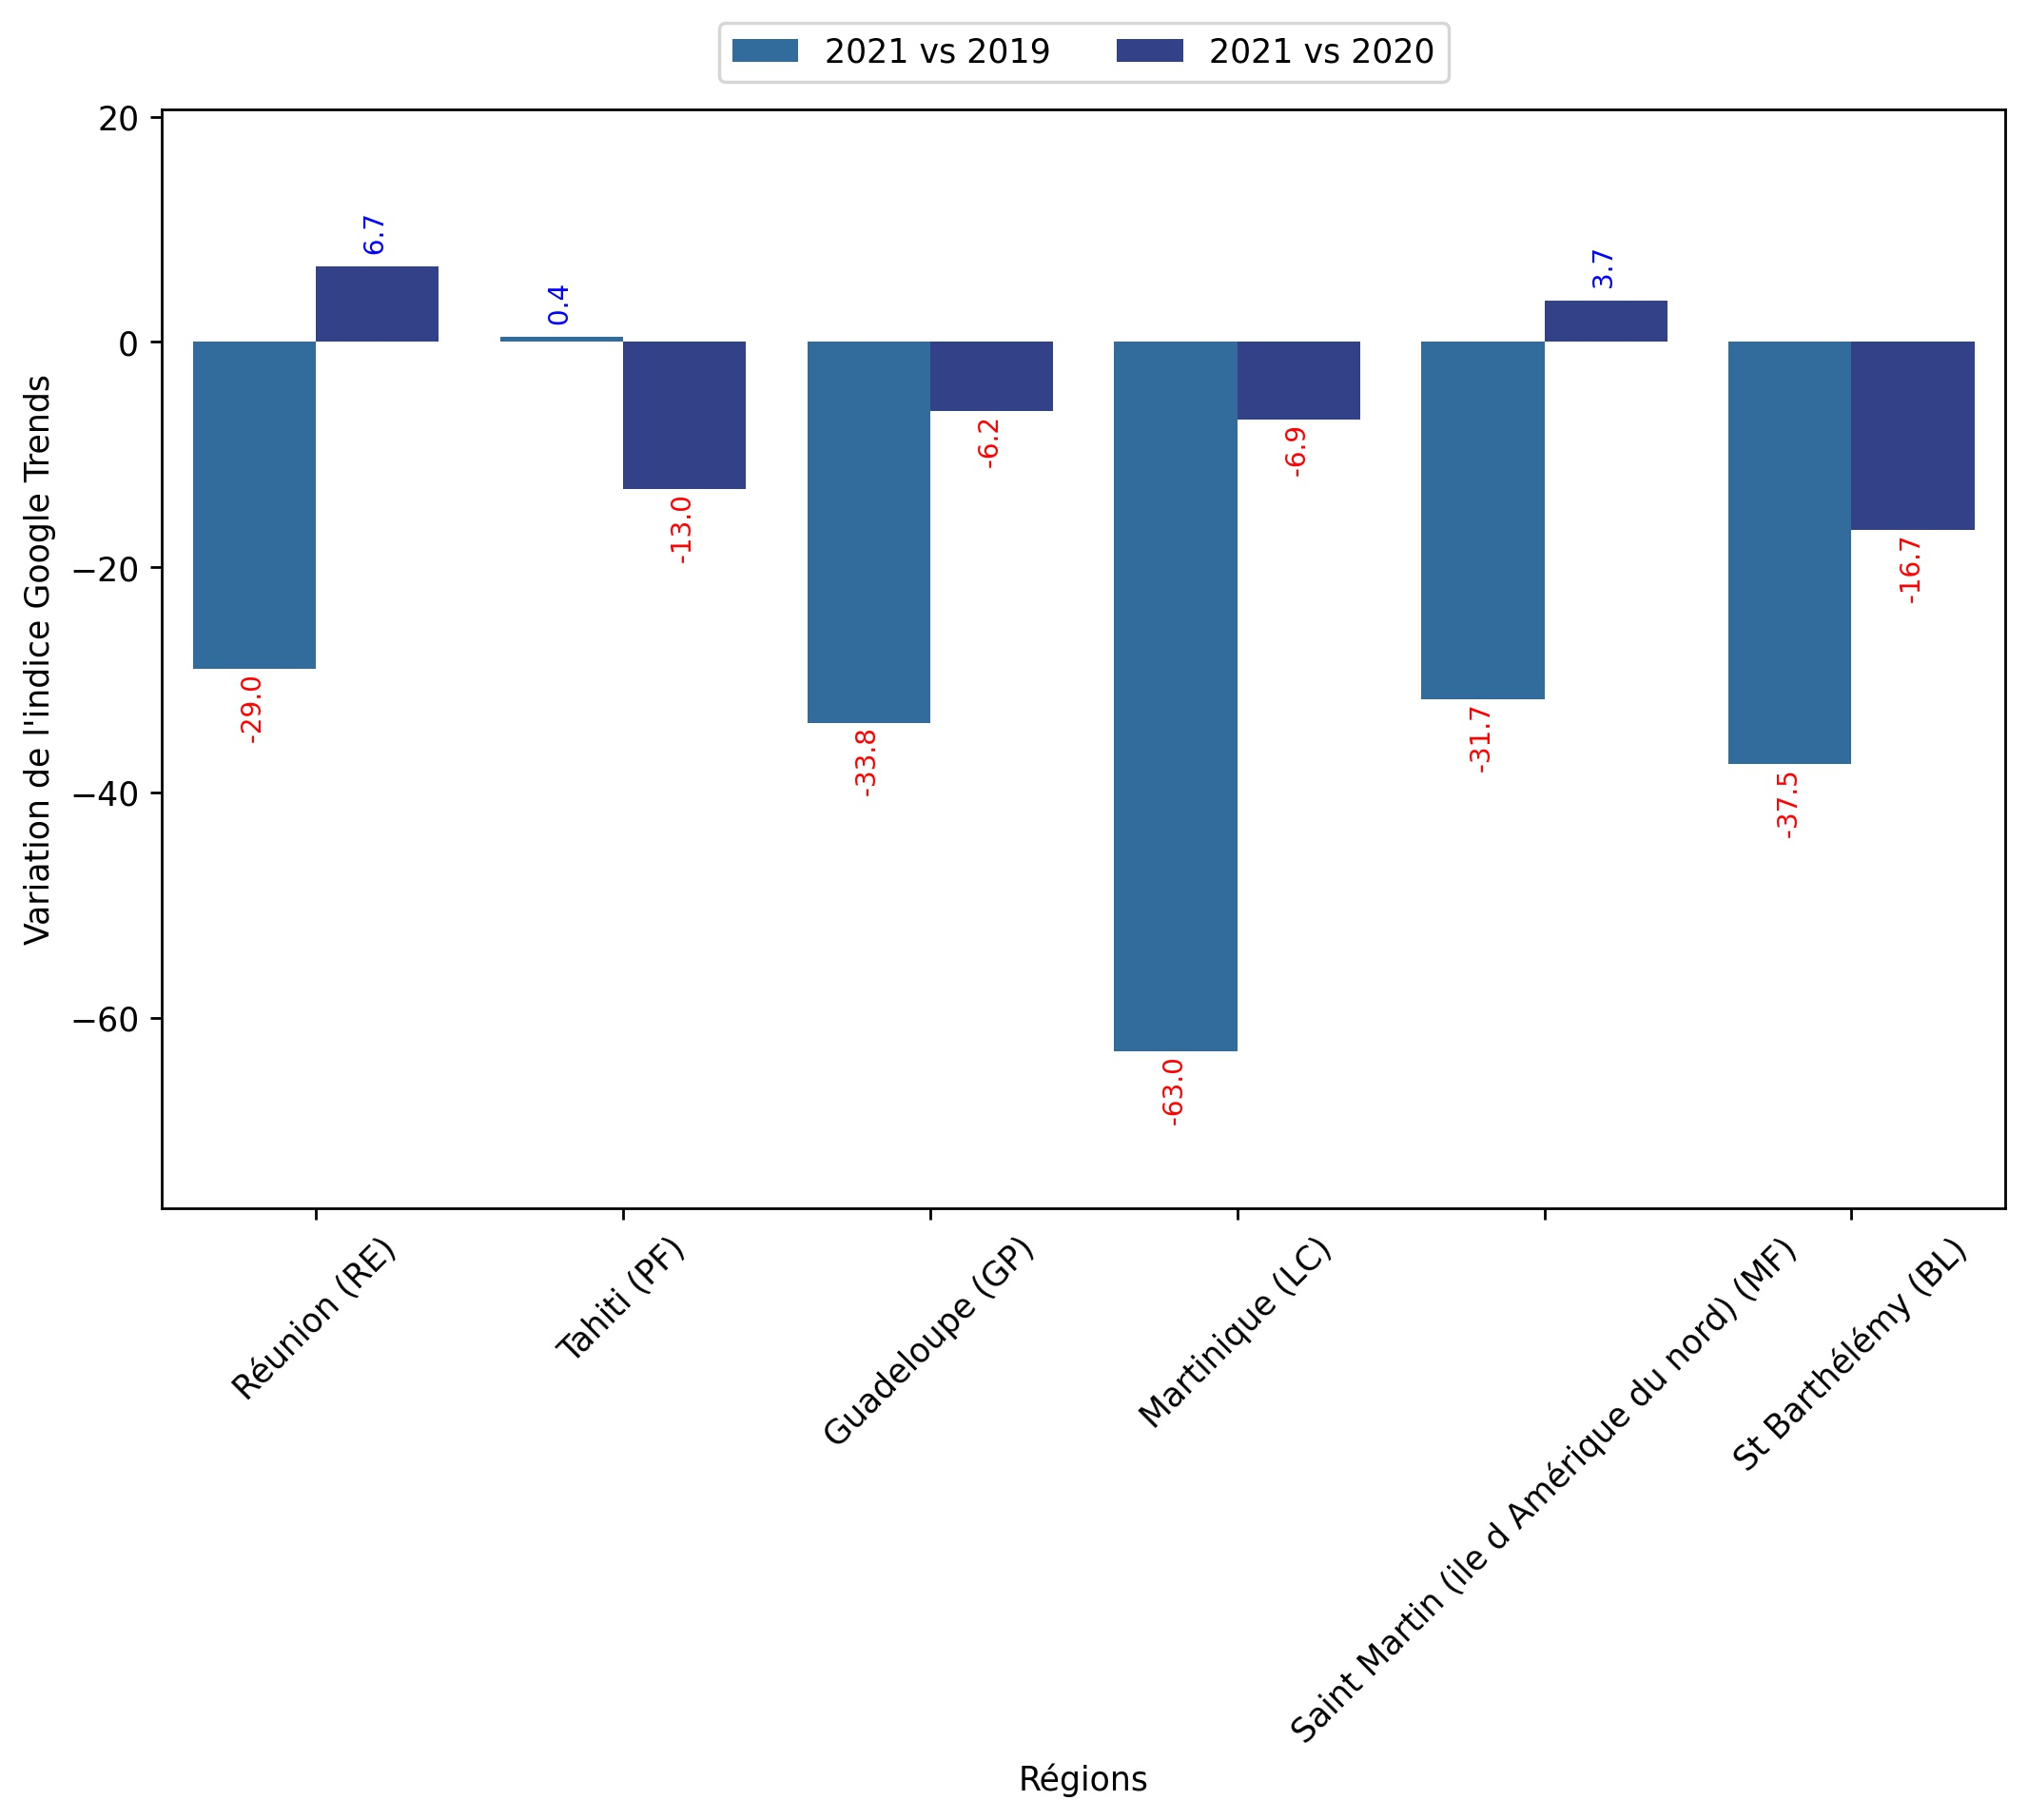 2021 vs 2019
2021 vs 2020
Variation de l'indice Google Trends
20
0
−20
−40
−60
-29.0
6.7
0.4
-13.0
-33.8
-6.2
-63.0
-6.9
-31.7
3.7
-37.5
-16.7
Réunion (RE)
Tahiti (PF)
Guadeloupe (GP)
Martinique (LC)
Saint Martin (ile d Amérique du nord) (MF)
St Barthélémy (BL)
Régions